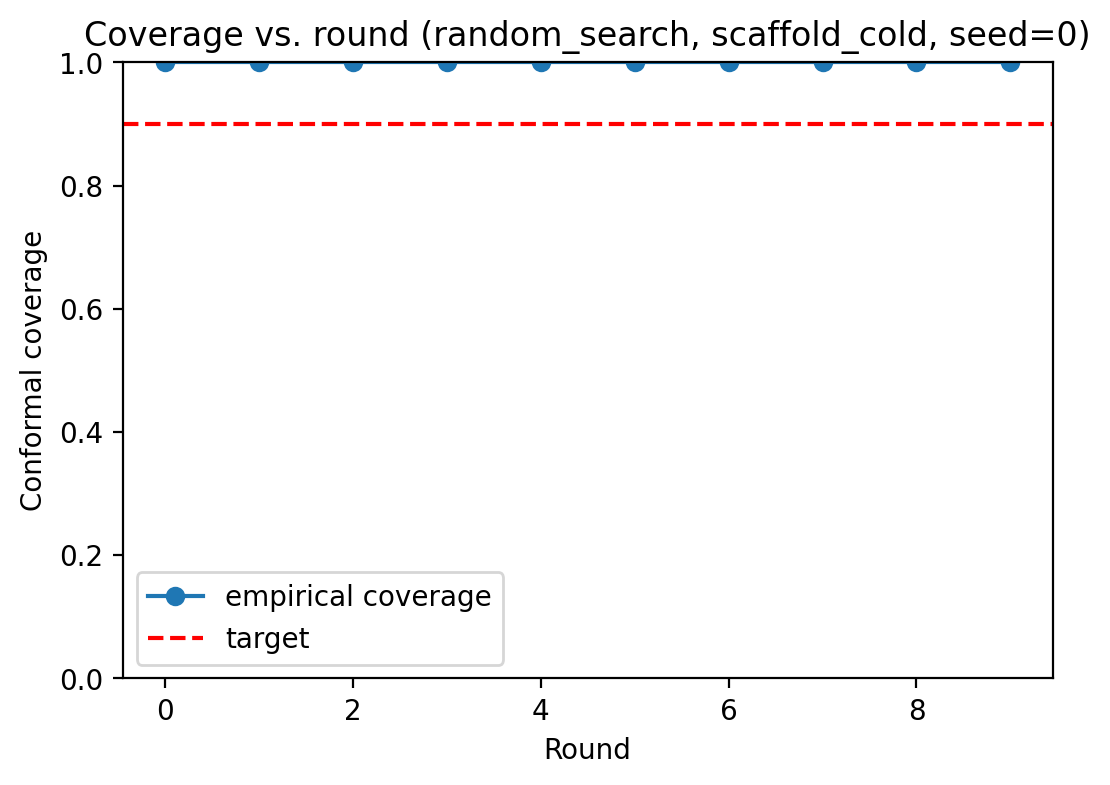 Coverage vs. round (random_search, scaffold_cold, seed=0)
1.0
0.8
0.6
0.4
0.2
0.0
Conformal coverage
empirical coverage
target
0 2 4 6 8
Round